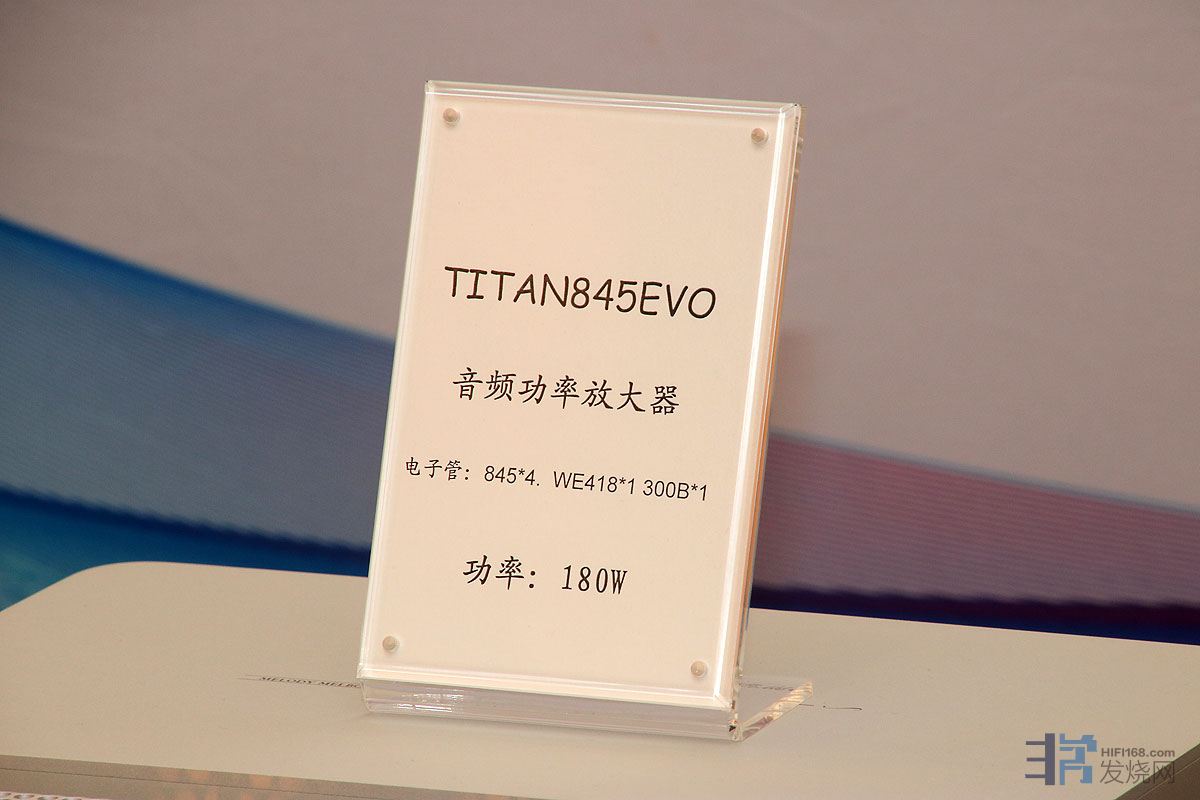 TITAN845EVO
音频功率放大器
电子管：845*4. WE418*1 300B*1
功率：180W
HIFI168.com
发烧网